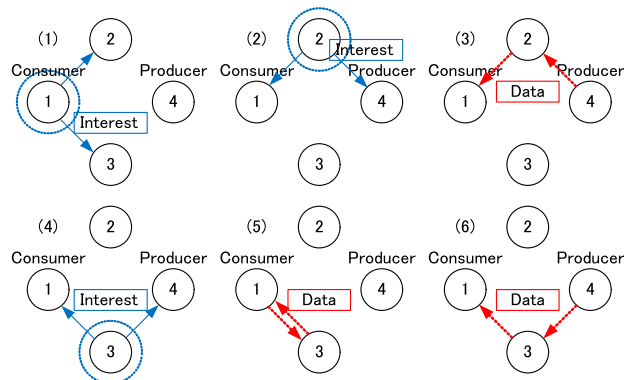 (1)
2
Consumer
Producer
1
4
Interest
3
(2)
2
Interest
Consumer
Producer
1
4
3
(3)
2
Consumer
Producer
1
4
Data
3
(4)
2
Consumer
Producer
1
Interest
4
3
(5)
2
Consumer
Producer
1
Data
4
3
(6)
2
Consumer
Producer
1
Data
4
3